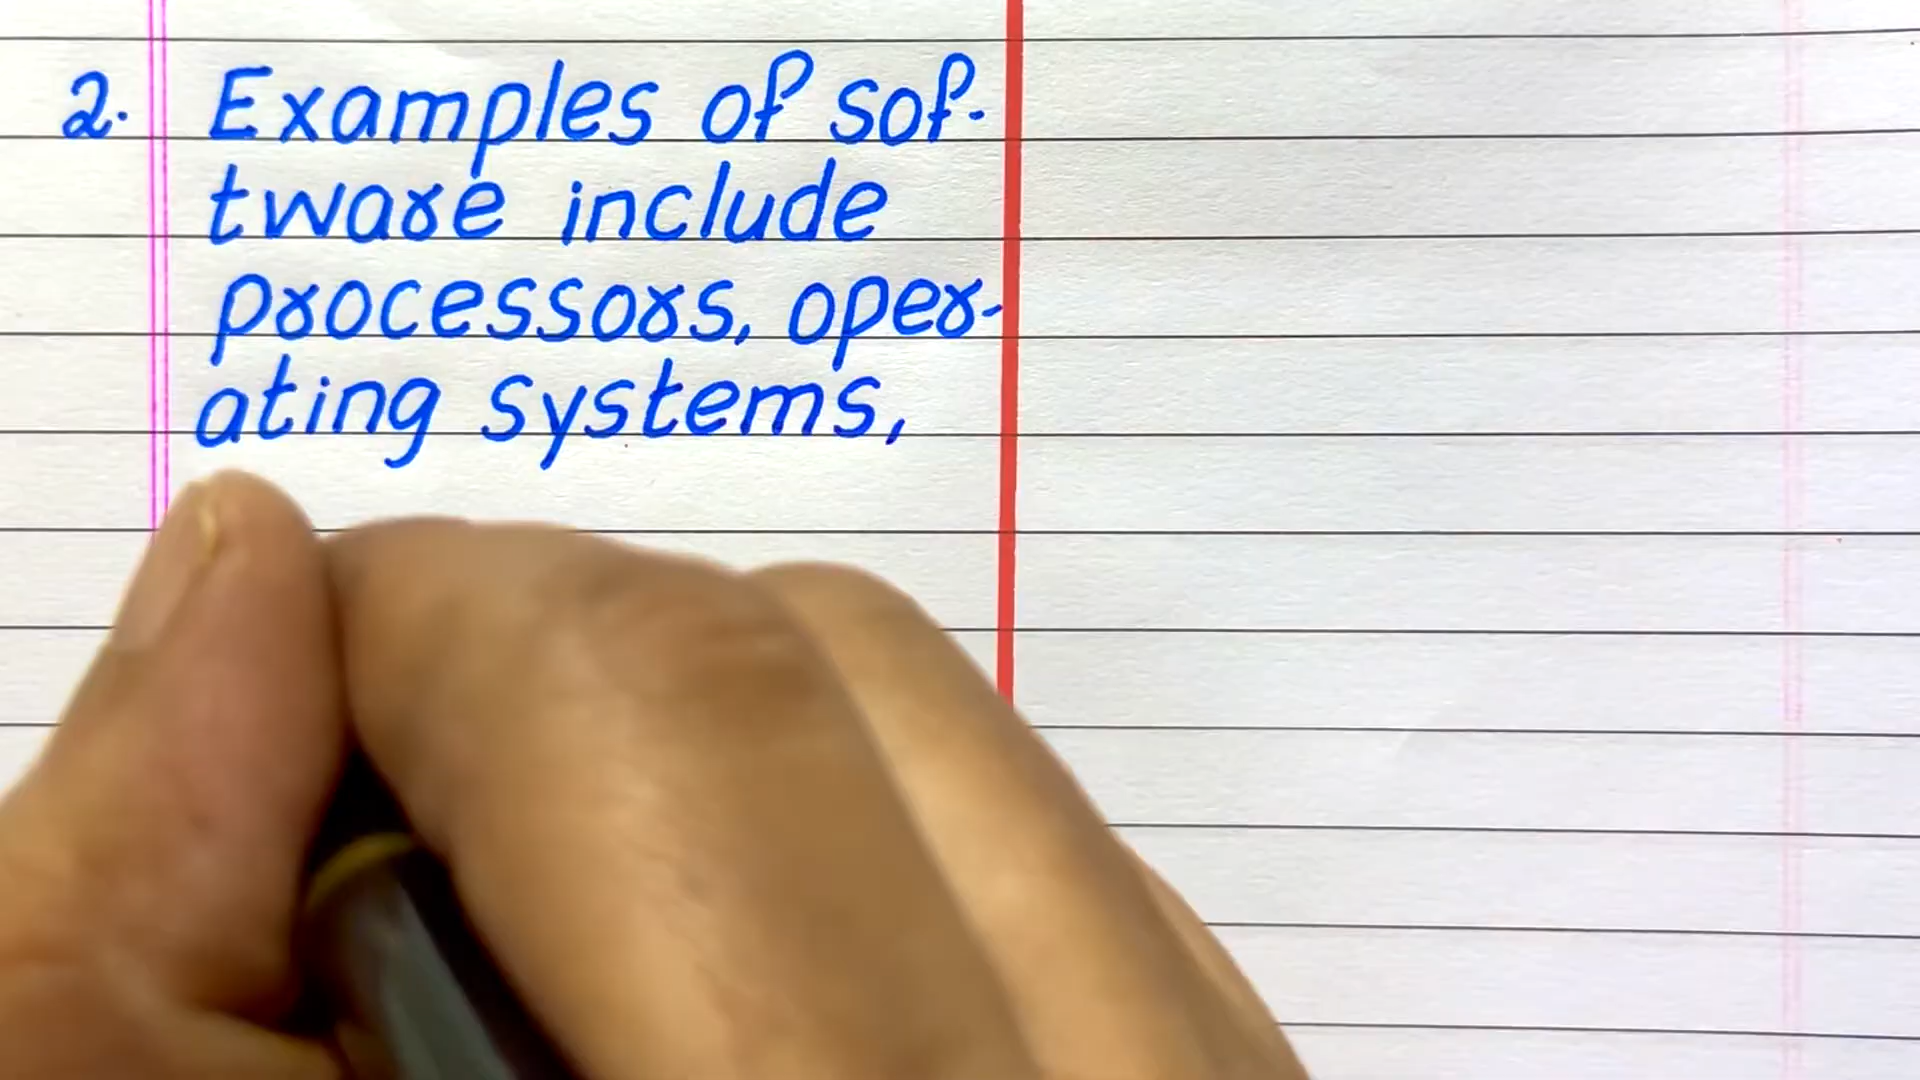 2. Examples of sof-
tware include
processors, oper-
ating systems,